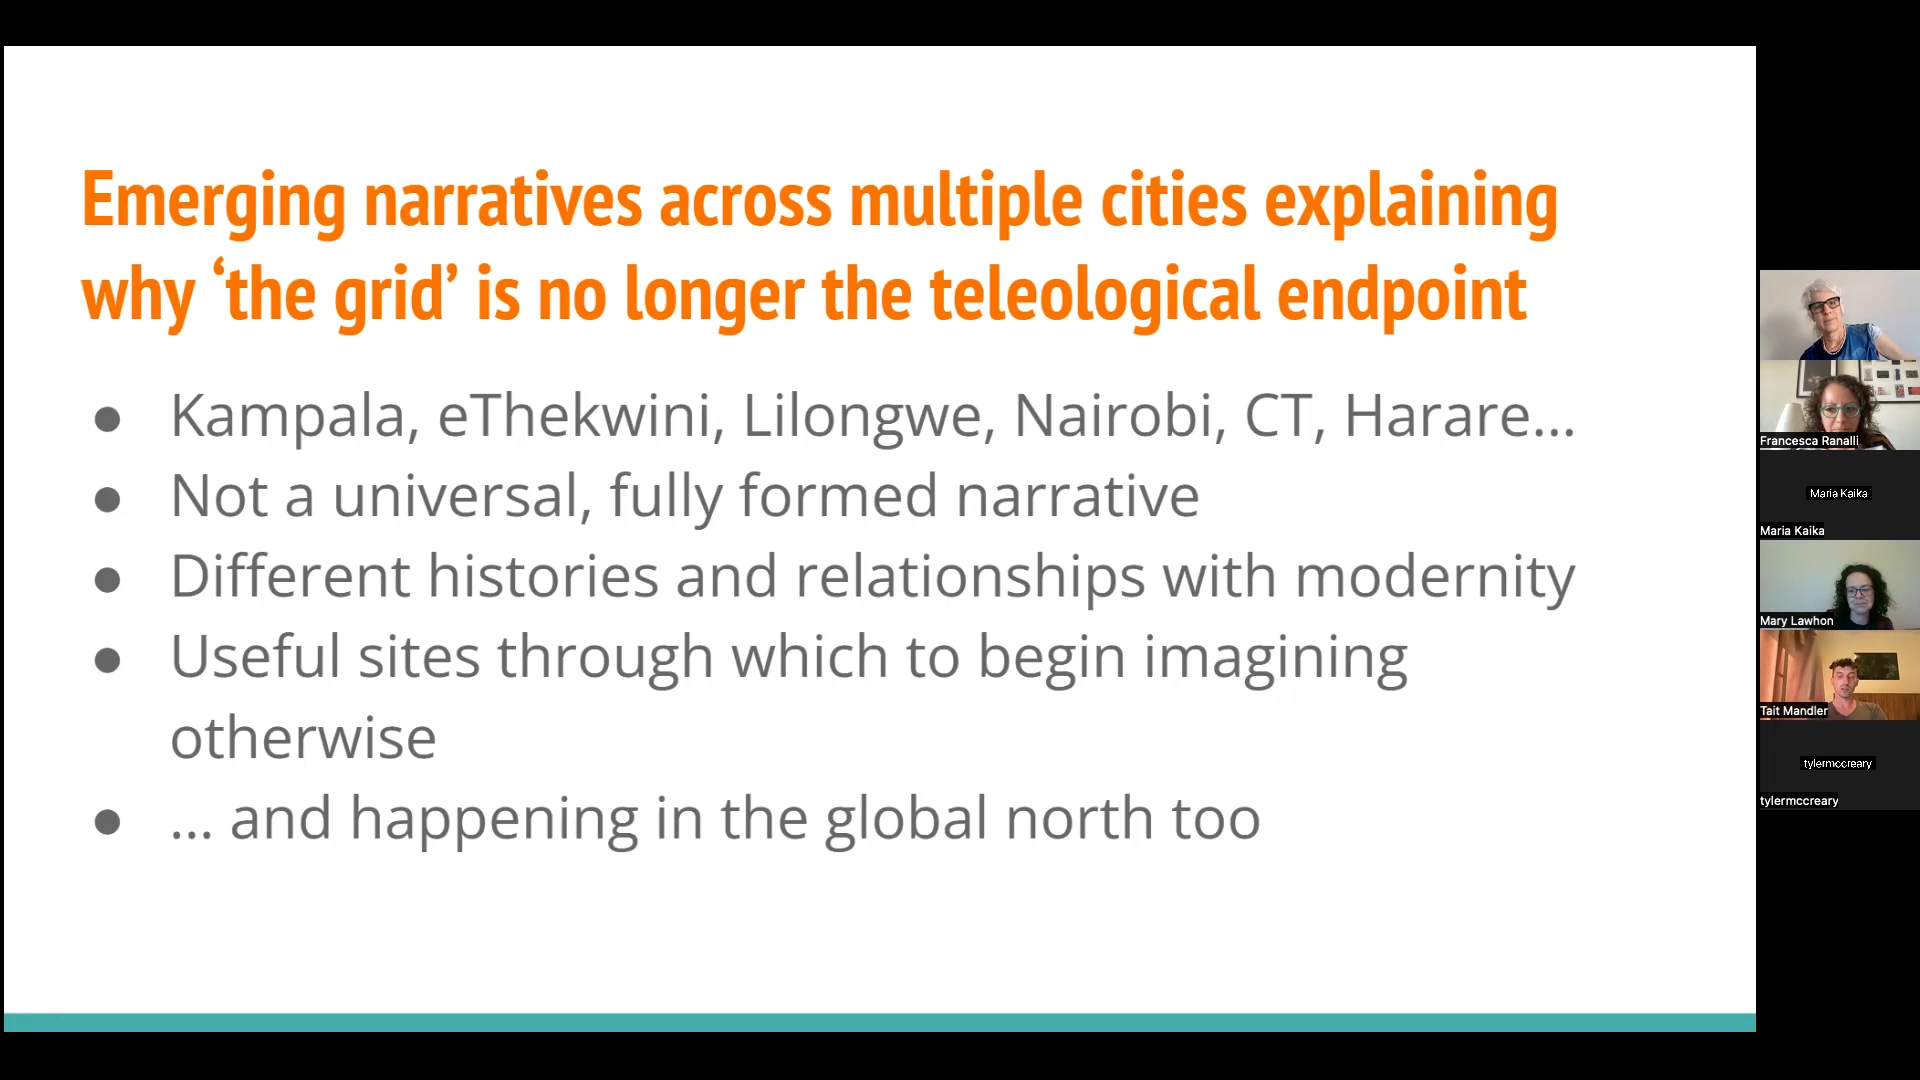 Emerging narratives across multiple cities explaining
why ‘the grid’ is no longer the teleological endpoint
● Kampala, eThekwini, Lilongwe, Nairobi, CT, Harare...
● Not a universal, fully formed narrative
● Different histories and relationships with modernity
● Useful sites through which to begin imagining
otherwise
● ... and happening in the global north too
Francesca Ranalli
Maria Kaika
Maria Kaika
Mary Lawhon
Tait Mandler
tylermccreary
tylermccreary